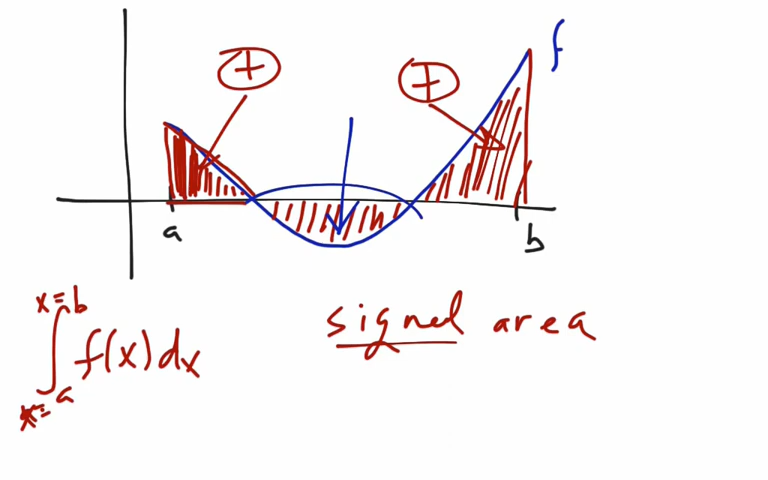 f
+ +
a b
x=b
∫ f(x)dx
x=a
signed area